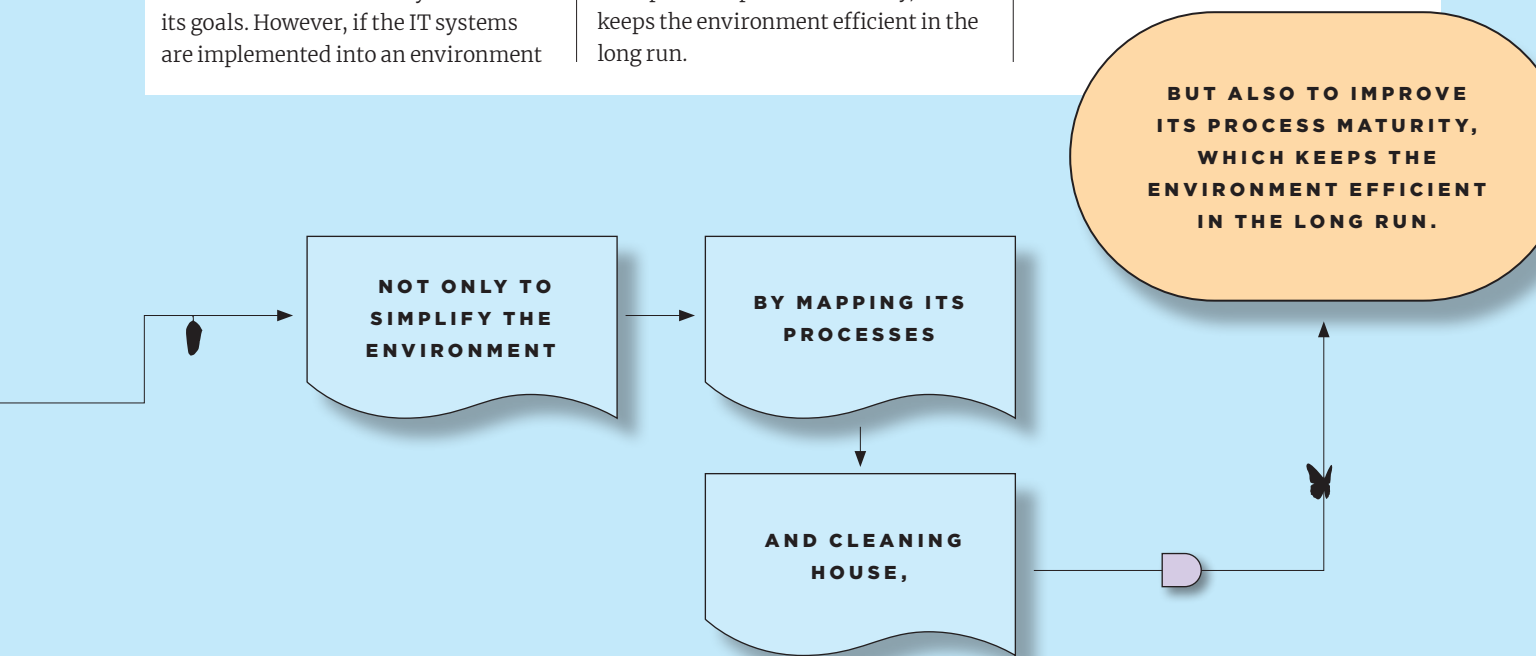 its goals. However, if the IT systems
are implemented into an environment
keeps the environment efficient in the
long run.
NOT ONLY TO
SIMPLIFY THE
ENVIRONMENT
BY MAPPING ITS
PROCESSES
AND CLEANING
HOUSE,
BUT ALSO TO IMPROVE
ITS PROCESS MATURITY,
WHICH KEEPS THE
ENVIRONMENT EFFICIENT
IN THE LONG RUN.